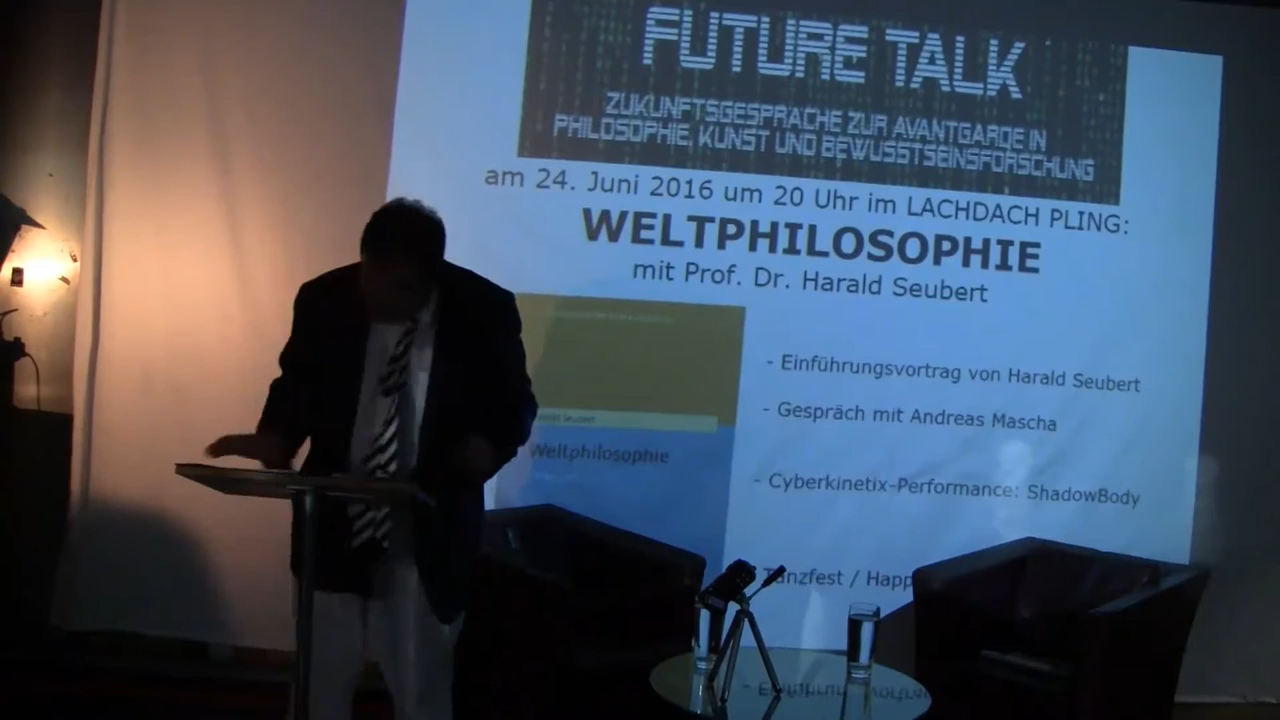 FUTURE TALK
ZUKUNFTSGESPRÄCHE ZUR AVANTGARDE IN
PHILOSOPHIE, KUNST UND BEWUSSTSEINSFORSCHUNG
am 24. Juni 2016 um 20 Uhr im LACHDACH PLING:
WELTPHILOSOPHIE
mit Prof. Dr. Harald Seubert
Seubert
Weltphilosophie
- Einführungsvortrag von Harald Seubert
- Gespräch mit Andreas Mascha
- Cyberkinetix-Performance: ShadowBody
Tanzfest / Happ